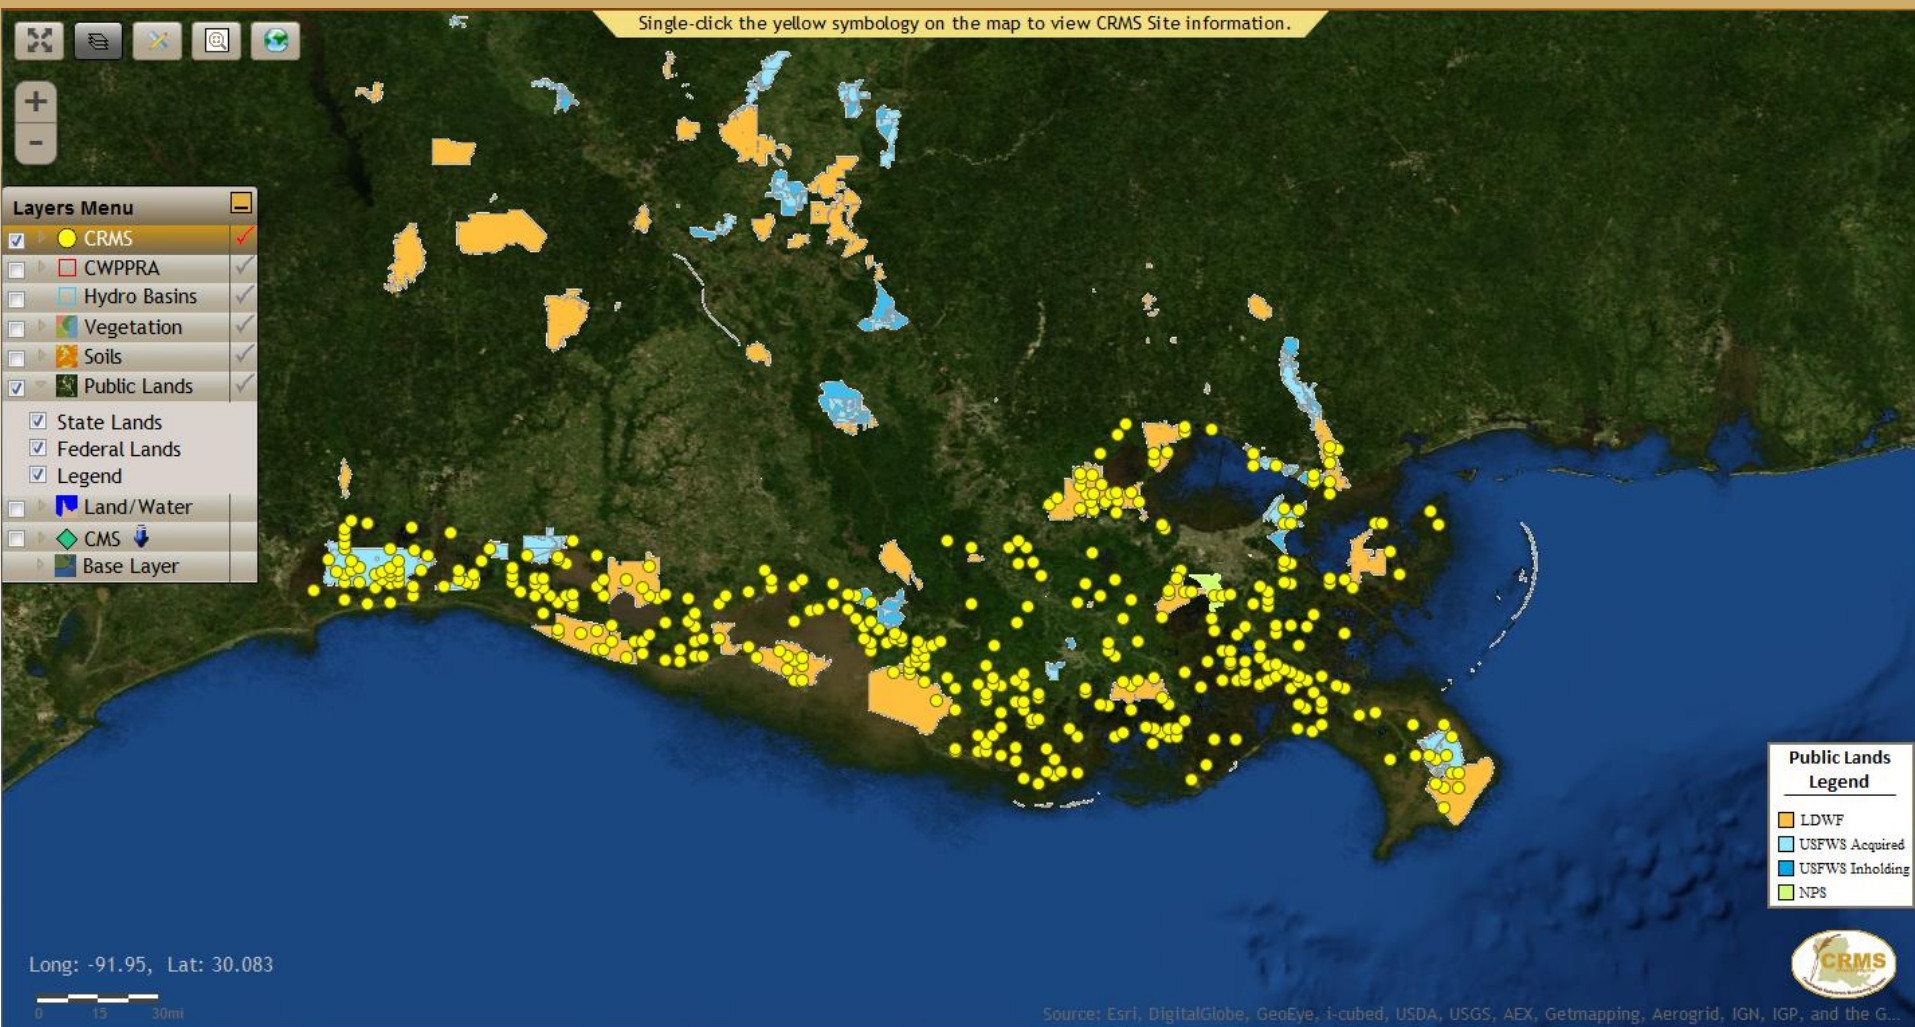 Single-click the yellow symbology on the map to view CRMS Site information.
+
-
Layers Menu
CRMS
CWPPRA
Hydro Basins
Vegetation
Soils
Public Lands
State Lands
Federal Lands
Legend
Land/Water
CMS
Base Layer
Public Lands
Legend
LDWF
USFWS Acquired
USFWS Inholding
NPS
Long: -91.95, Lat: 30.083
0 15 30mi
CRMS
Source: Esri, DigitalGlobe, GeoEye, i-cubed, USDA, USGS, AEX, Getmapping, Aerogrid, IGN, IGP, and the G...